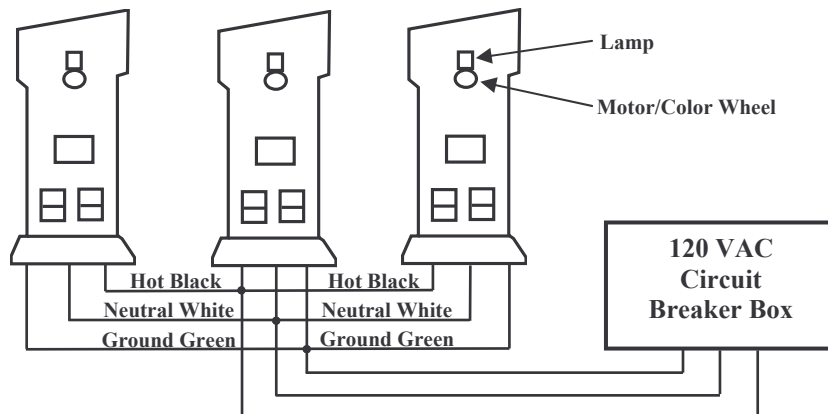 Lamp
Motor/Color Wheel
120 VAC
Circuit
Breaker Box
Hot Black
Hot Black
Neutral White
Neutral White
Ground Green
Ground Green